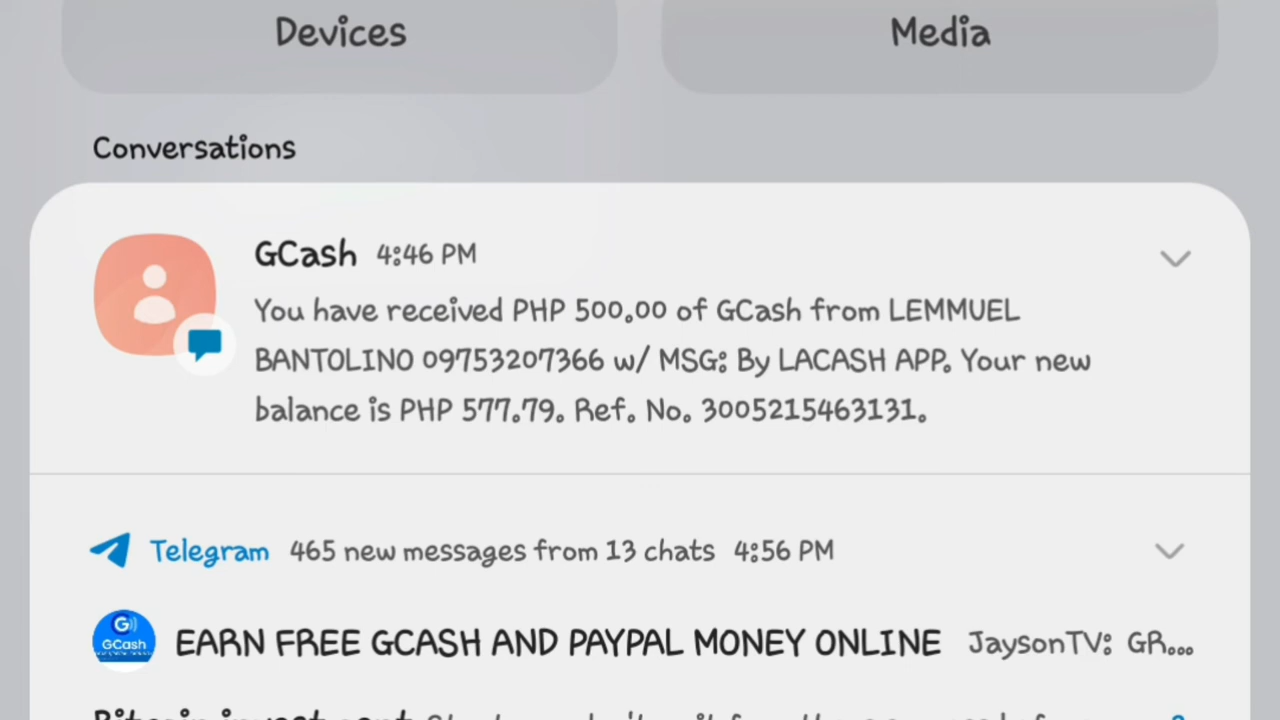 Devices
Media
Conversations
GCash 4:46 PM
You have received PHP 500.00 of GCash from LEMMUEL
BANTOLINO 09753207366 w/ MSG: By LACASH APP. Your new
balance is PHP 577.79. Ref. No. 3005215463131.
Telegram 465 new messages from 13 chats 4:56 PM
G))
GCash
EARN FREE GCASH AND PAYPAL MONEY ONLINE JaysonTV: GR...
Bitcoin investment